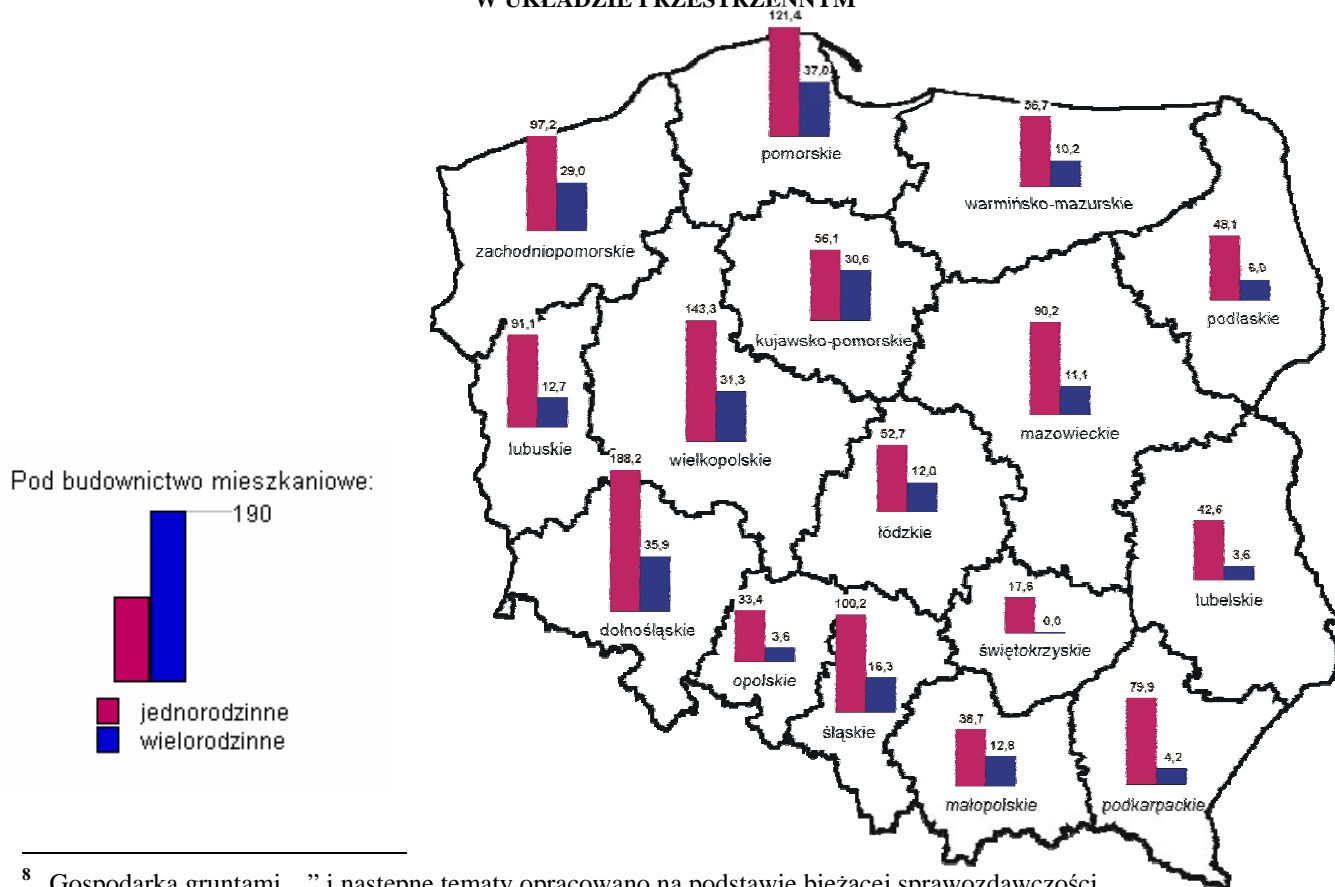 W UKŁADZIE PRZESTRZENNYM
121,4
37,0
pomorskie
97,2
29,0
zachodniopomorskie
56,7
10,2
warmińsko-mazurskie
56,1
30,6
kujawsko-pomorskie
48,1
podlaskie
91,1
12,7
lubuskie
143,3
31,3
wielkopolskie
90,2
11,1
mazowieckie
52,7
12,0
łódzkie
188,2
35,9
dolnośląskie
42,6
3,6
lubelskie
33,4
3,6
opolskie
100,2
16,3
śląskie
17,6
0,0
świętokrzyskie
38,7
12,8
małopolskie
79,9
4,2
podkarpackie
Pod budownictwo mieszkaniowe:
190
jednorodzinne
wielorodzinne
8 „Gospodarka gruntami...” i następne tematy opracowano na podstawie bieżącej sprawozdawczości